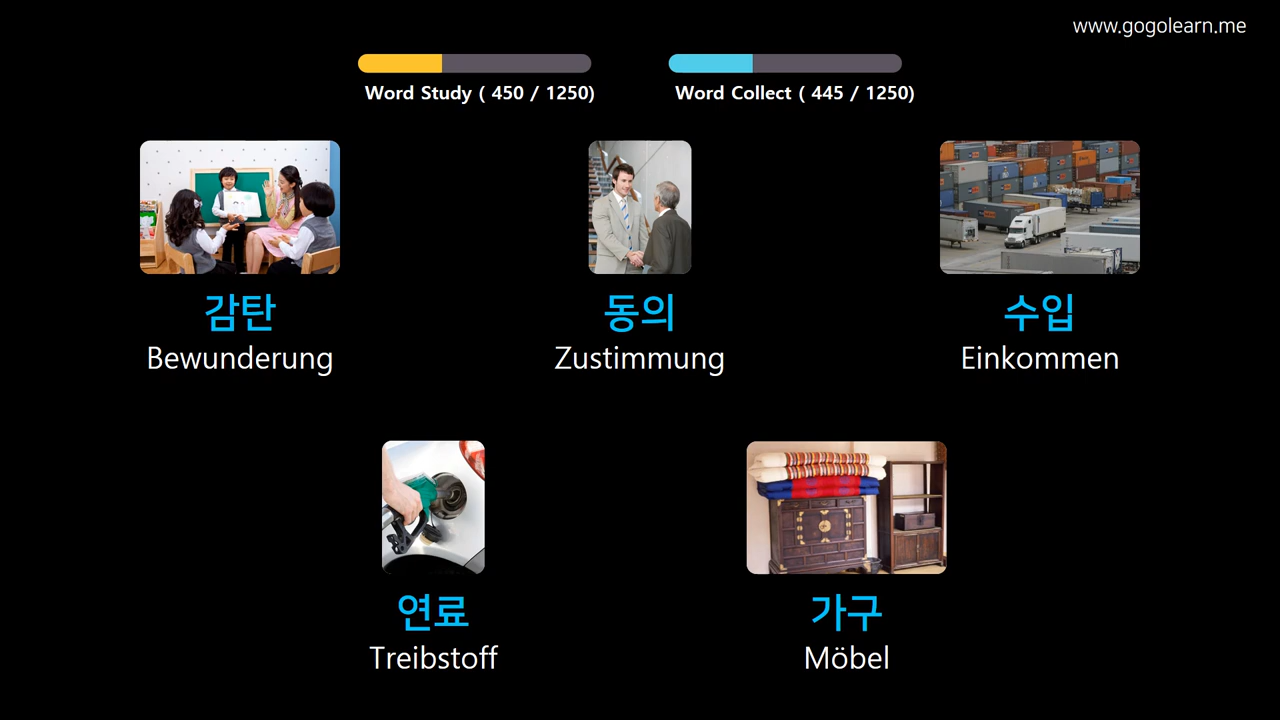 www.gogolearn.me
Word Study ( 450 / 1250)
Word Collect ( 445 / 1250)
감탄
Bewunderung
동의
Zustimmung
수입
Einkommen
연료
Treibstoff
가구
Möbel